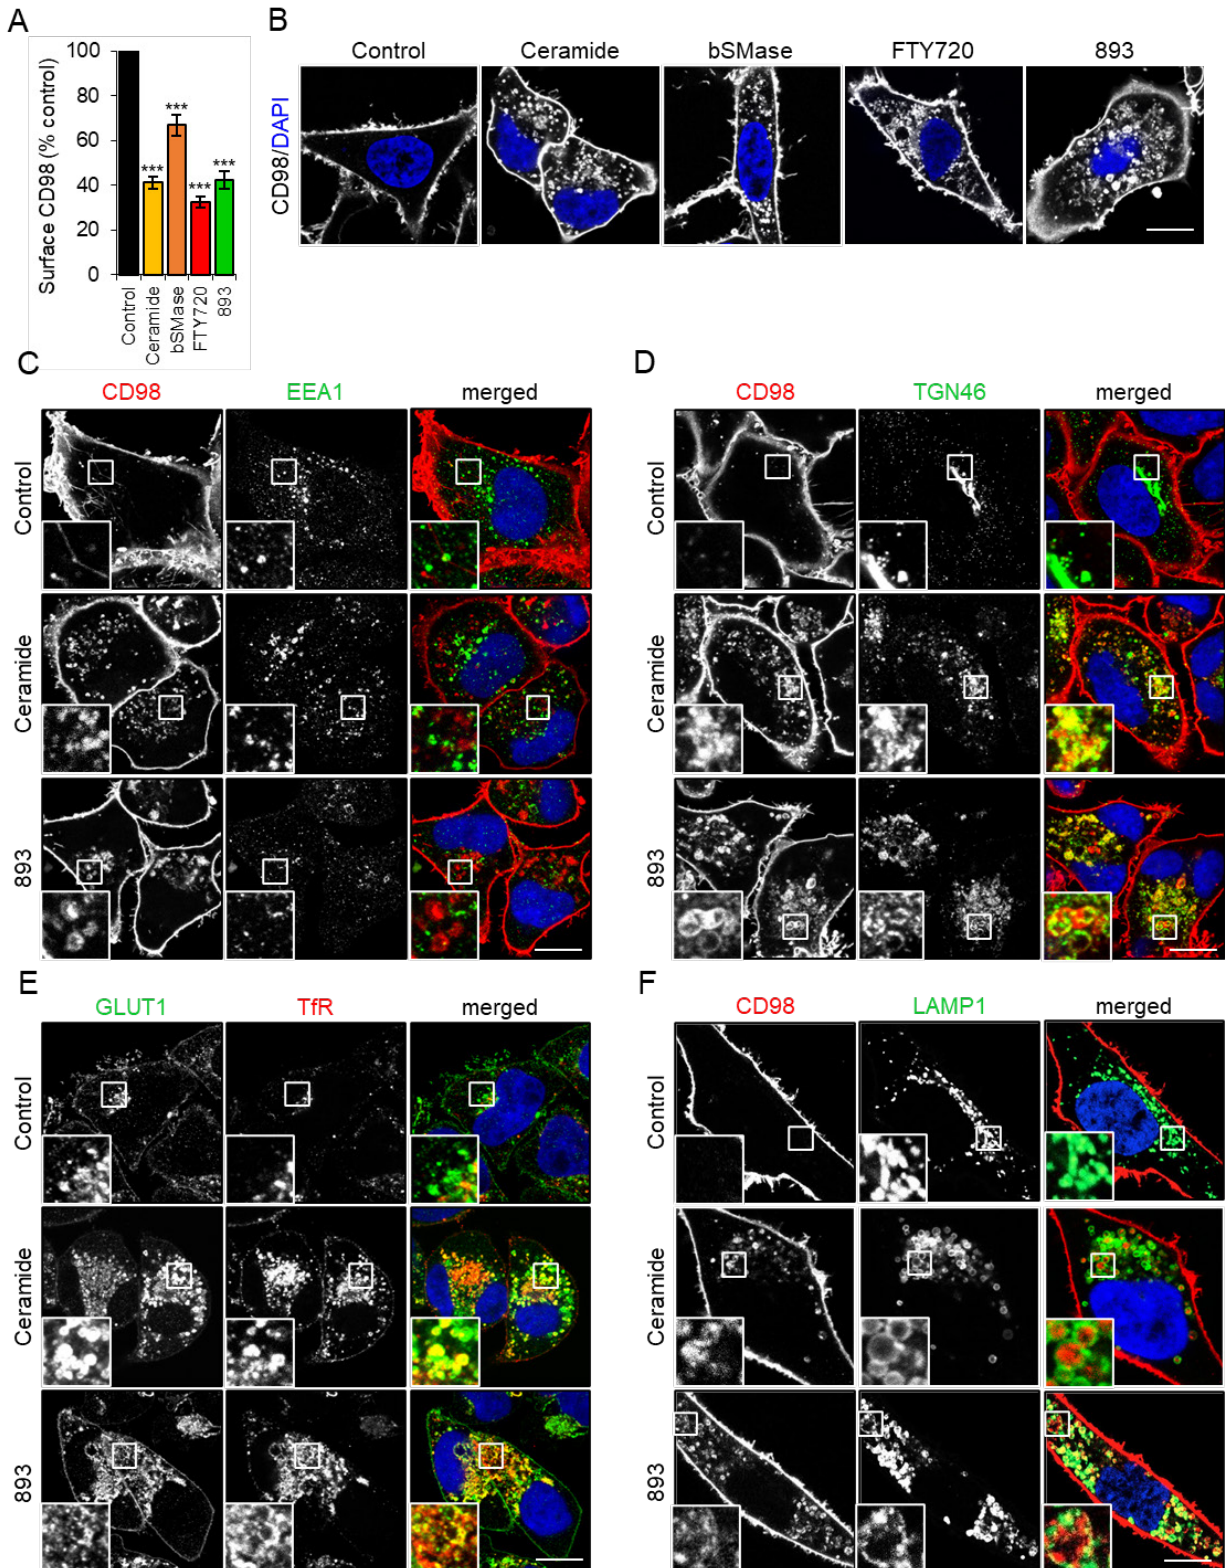 A
Surface CD98 (% control)
100
80
60
40
20
0
***
***
***
***
Control
Ceramide
bSMase
FTY720
893
B
Control
Ceramide
bSMase
FTY720
893
CD98/DAPI
C
CD98
EEA1
merged
Control
Ceramide
893
D
CD98
TGN46
merged
Control
Ceramide
893
E
GLUT1
TfR
merged
Control
Ceramide
893
F
CD98
LAMP1
merged
Control
Ceramide
893